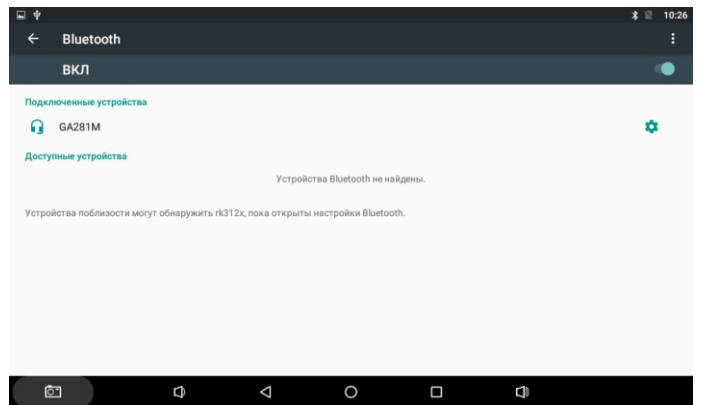 10:26
Bluetooth
ВКЛ
Подключенные устройства
GA281M
Доступные устройства
Устройства Bluetooth не найдены.
Устройства поблизости могут обнаружить rk312x, пока открыты настройки Bluetooth.